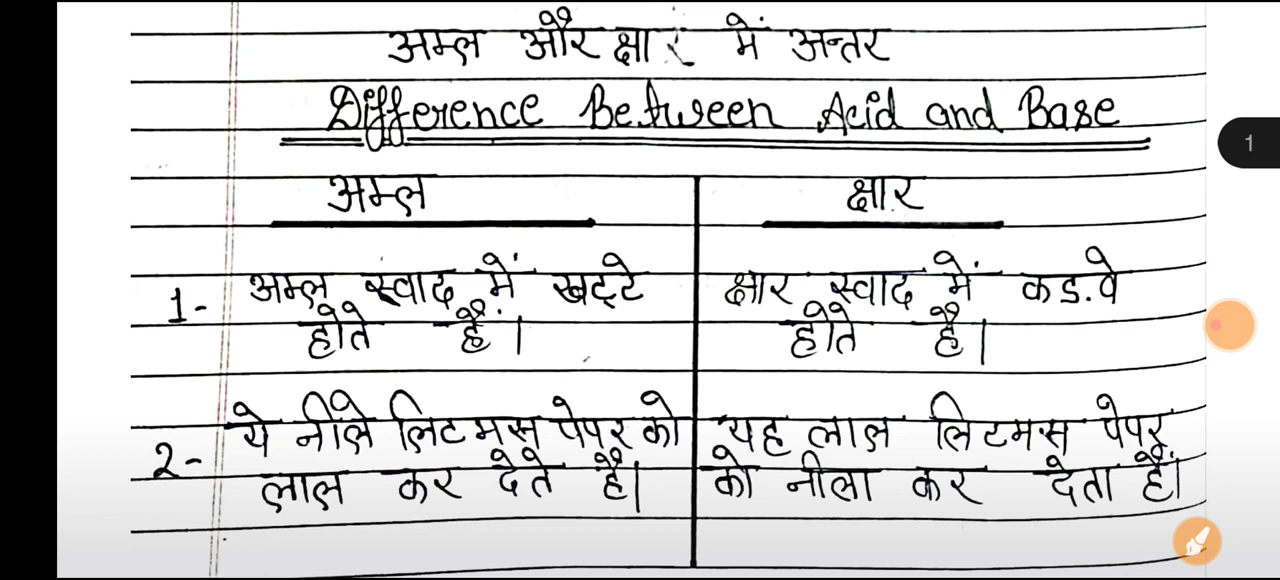 अम्ल और क्षार में अन्तर
Difference Between Acid and Base
अम्ल
क्षार
1- अम्ल स्वाद में खट्टे
होते हैं।
क्षार स्वाद में कड.वे
होते है।
2- ये नीले लिटमस पेपर को
लाल कर देते है।
यह लाल लिटमस पेपर
को नीला कर देता हैं।
1